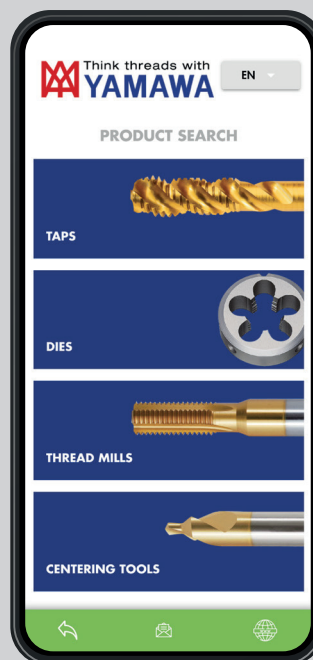 Think threads with
YAMAWA
EN
PRODUCT SEARCH
TAPS
DIES
THREAD MILLS
CENTERING TOOLS